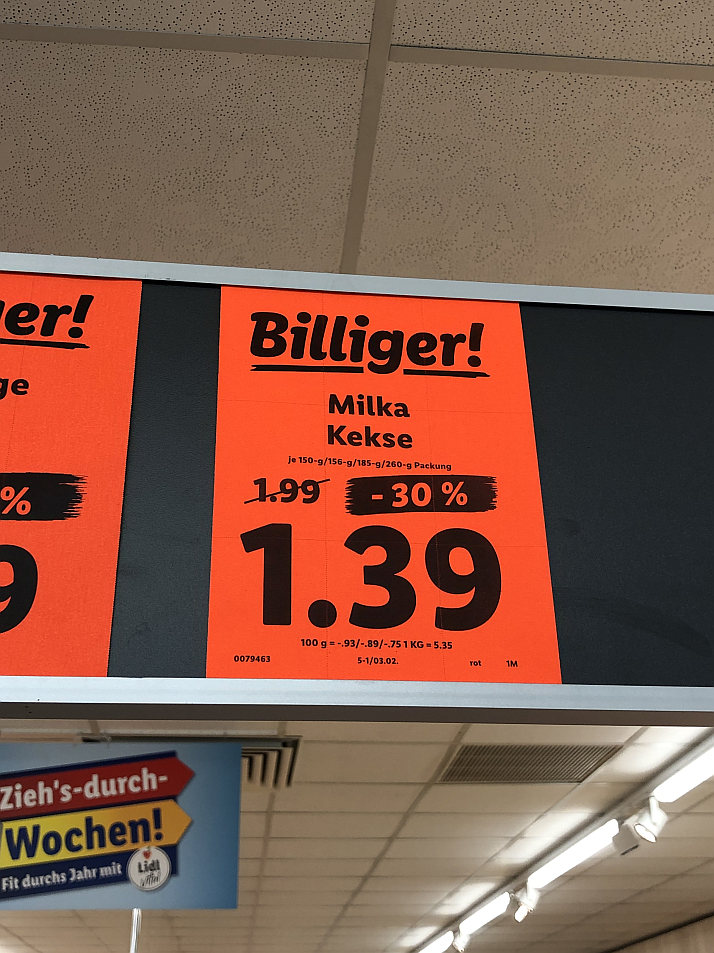 er!
ge
%
9
Billiger!
Milka
Kekse
je 150-g/156-g/185-g/260-g Packung
1.99 -30 %
1.39
100 g = -.93/-.89/-.75 1 KG = 5.35
0079463 5-1/03.02. rot 1M
Zieh's-durch-
Wochen!
Fit durchs Jahr mit
Lidl